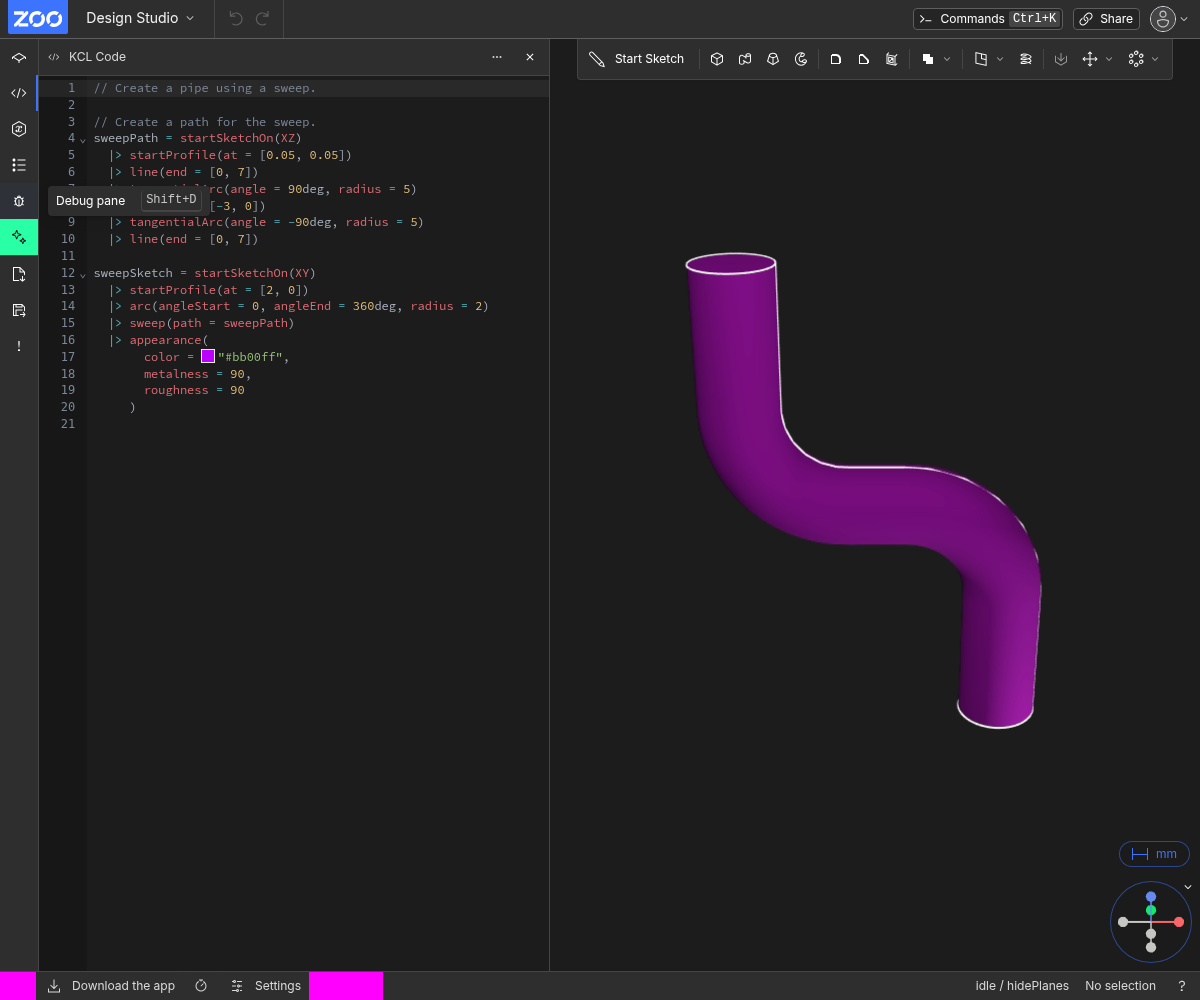 ZOO
Design Studio
Commands Ctrl+K
Share
KCL Code
Start Sketch
1 // Create a pipe using a sweep.
2
3 // Create a path for the sweep.
4 sweepPath = startSketchOn(XZ)
5 |> startProfile(at = [0.05, 0.05])
6 |> line(end = [0, 7])
rc(angle = 90deg, radius = 5)
Debug pane Shift+D
[-3, 0])
9 |> tangentialArc(angle = -90deg, radius = 5)
10 |> line(end = [0, 7])
11
12 sweepSketch = startSketchOn(XY)
13 |> startProfile(at = [2, 0])
14 |> arc(angleStart = 0, angleEnd = 360deg, radius = 2)
15 |> sweep(path = sweepPath)
16 |> appearance(
17 color = "#bb00ff",
18 metalness = 90,
19 roughness = 90
20 )
21
mm
Download the app
Settings
idle / hidePlanes
No selection
?